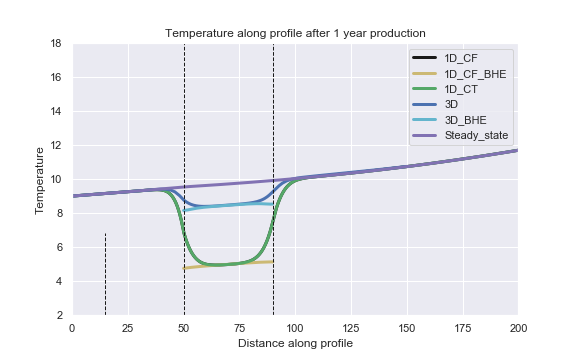 Temperature along profile after 1 year production
18
16
14
12
10
8
6
4
2
Temperature
1D_CF
1D_CF_BHE
1D_CT
3D
3D_BHE
Steady_state
0 25 50 75 100 125 150 175 200
Distance along profile